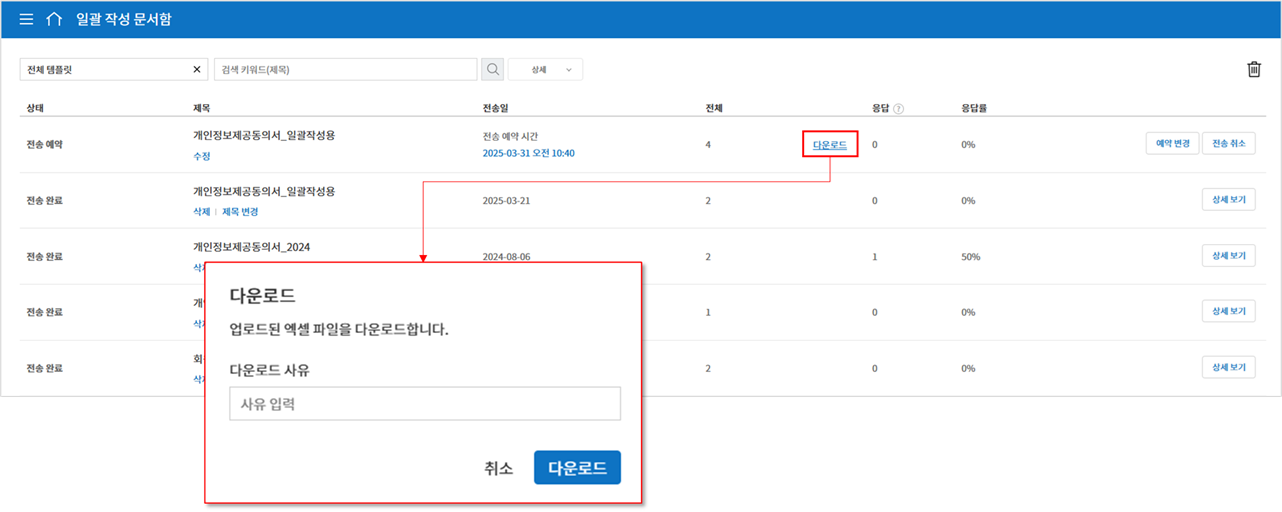 일괄 작성 문서함
전체 템플릿 검색 키워드(제목) 상세
상태 제목 전송일 전체 응답 ? 응답률
전송 예약 개인정보제공동의서_일괄작성용 전송 예약 시간 4 다운로드 0 0% 예약 변경 전송 취소
수정 2025-03-31 오전 10:40
전송 완료 개인정보제공동의서_일괄작성용 2025-03-21 2 0 0% 상세 보기
삭제 | 제목 변경
전송 완료 개인정보제공동의서_2024 2024-08-06 2 1 50% 상세 보기
전송 완료 1 0 0% 상세 보기
전송 완료 2 0 0% 상세 보기
다운로드
업로드된 엑셀 파일을 다운로드합니다.
다운로드 사유
사유 입력
취소 다운로드